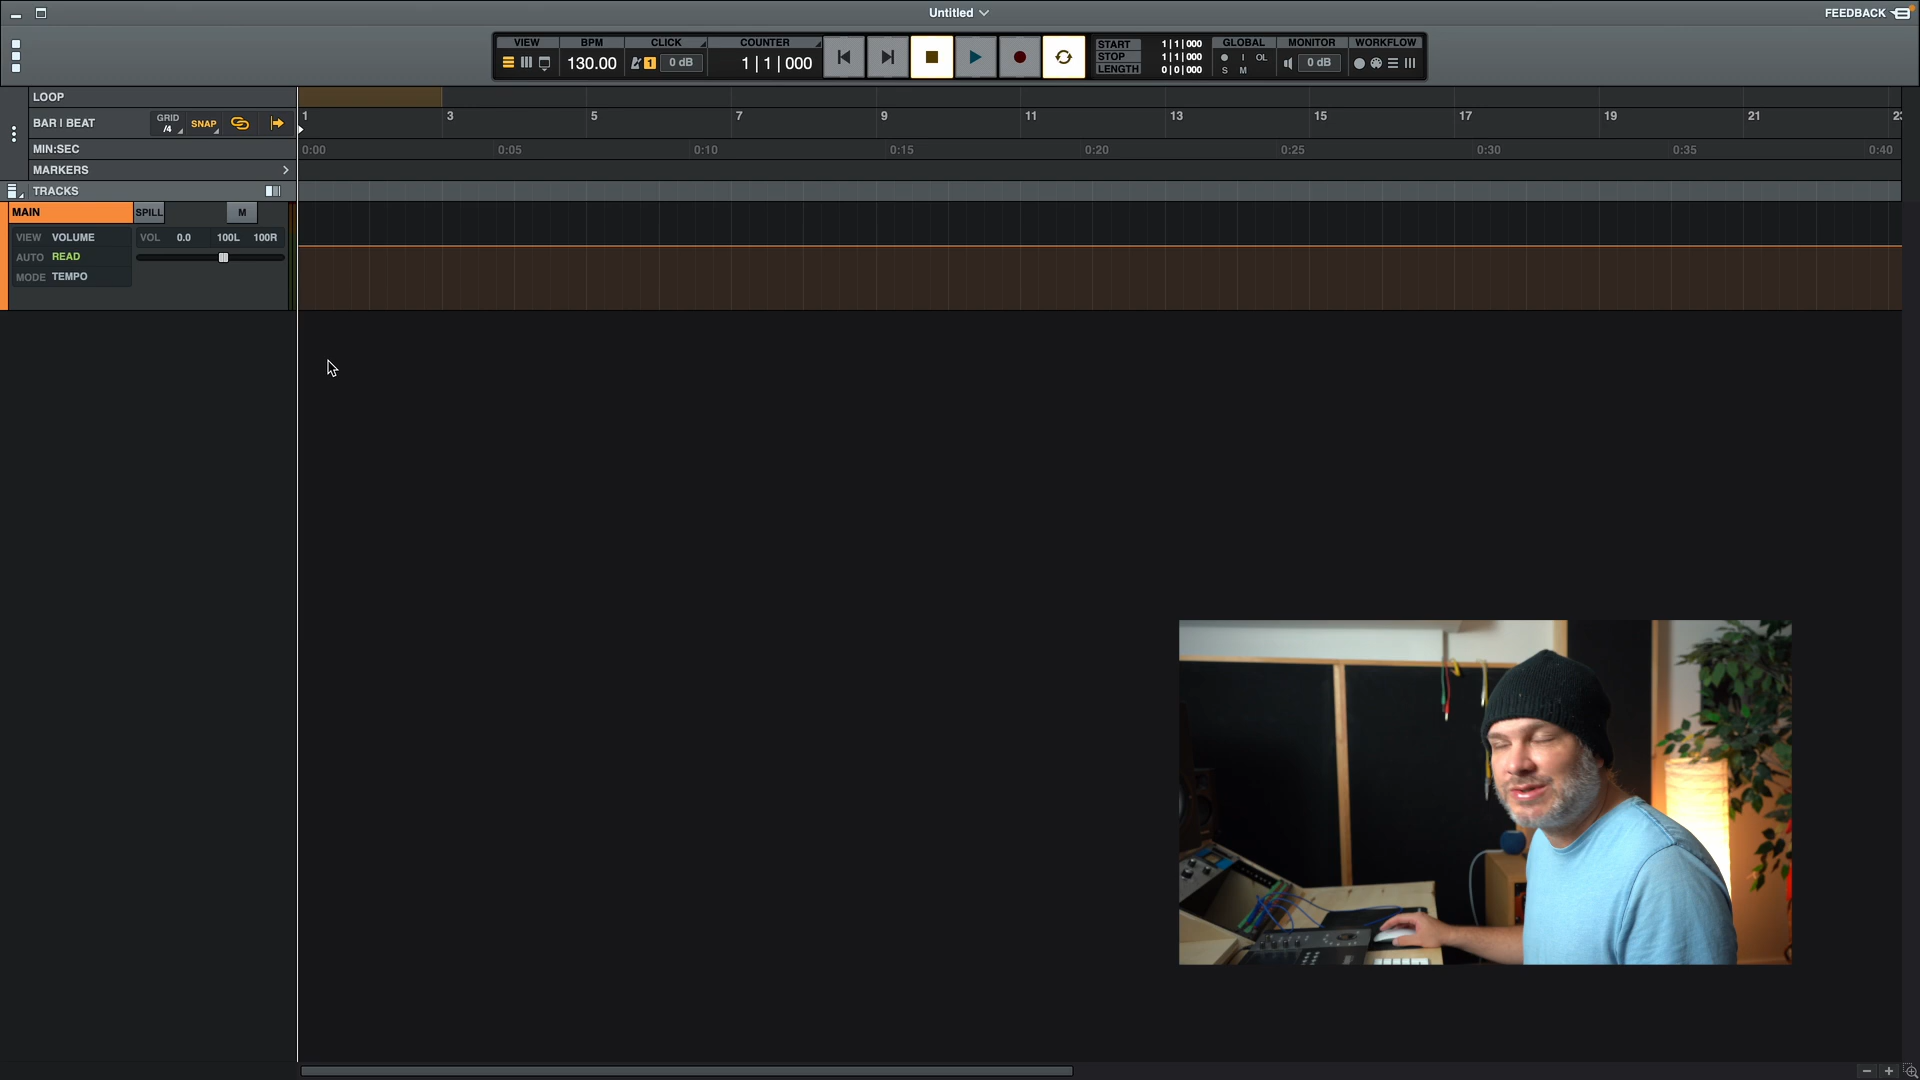 Untitled
FEEDBACK
VIEW BPM CLICK COUNTER
130.00 1 0 dB 1|1|000
START 1|1|000
STOP 1|1|000
LENGTH 0|0|000
GLOBAL MONITOR WORKFLOW
I OL
S M
0 dB
LOOP
BAR | BEAT GRID /4 SNAP
1 3 5 7 9 11 13 15 17 19 21
MIN:SEC
0:00 0:05 0:10 0:15 0:20 0:25 0:30 0:35 0:40
MARKERS
TRACKS
MAIN SPILL M
VIEW VOLUME VOL 0.0 100L 100R
AUTO READ
MODE TEMPO